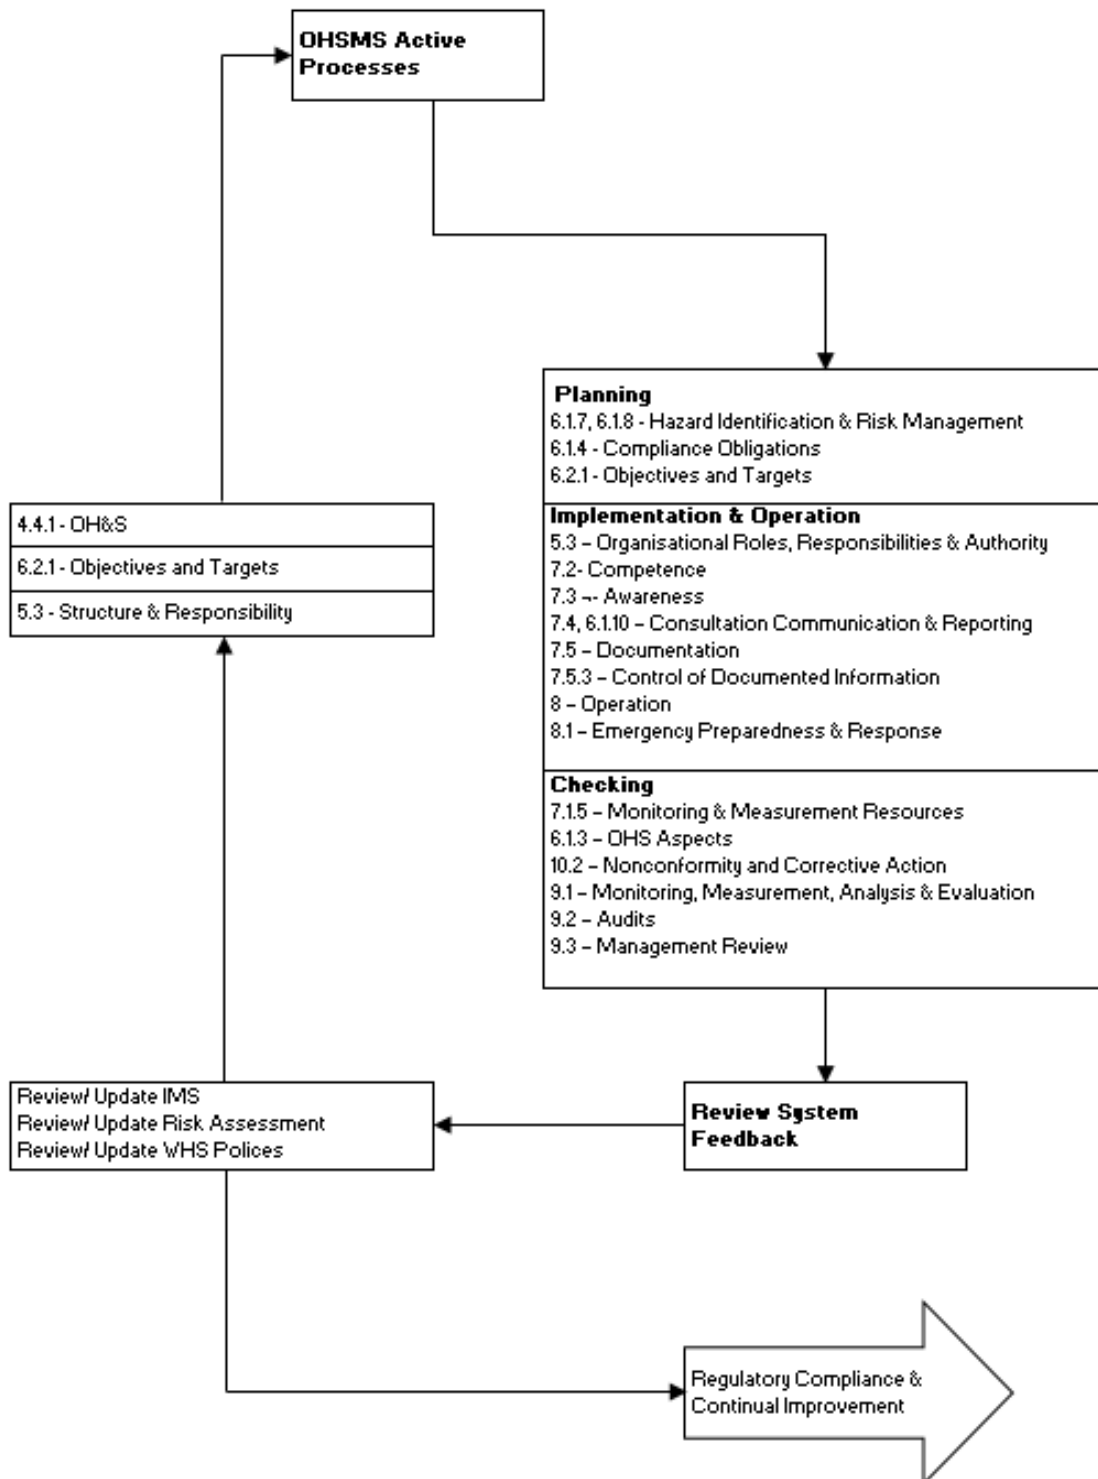 OHSMS Active
Processes
Planning
6.1.7, 6.1.8 - Hazard Identification & Risk Management
6.1.4 - Compliance Obligations
6.2.1 - Objectives and Targets
Implementation & Operation
5.3 – Organisational Roles, Responsibilities & Authority
7.2- Competence
7.3 ¬- Awareness
7.4, 6.1.10 – Consultation Communication & Reporting
7.5 – Documentation
7.5.3 – Control of Documented Information
8 – Operation
8.1 – Emergency Preparedness & Response
Checking
7.1.5 – Monitoring & Measurement Resources
6.1.3 – OHS Aspects
10.2 – Nonconformity and Corrective Action
9.1 – Monitoring, Measurement, Analysis & Evaluation
9.2 – Audits
9.3 – Management Review
4.4.1 - OH&S
6.2.1 - Objectives and Targets
5.3 - Structure & Responsibility
Review/ Update IMS
Review/ Update Risk Assessment
Review/ Update WHS Polices
Review System
Feedback
Regulatory Compliance &
Continual Improvement